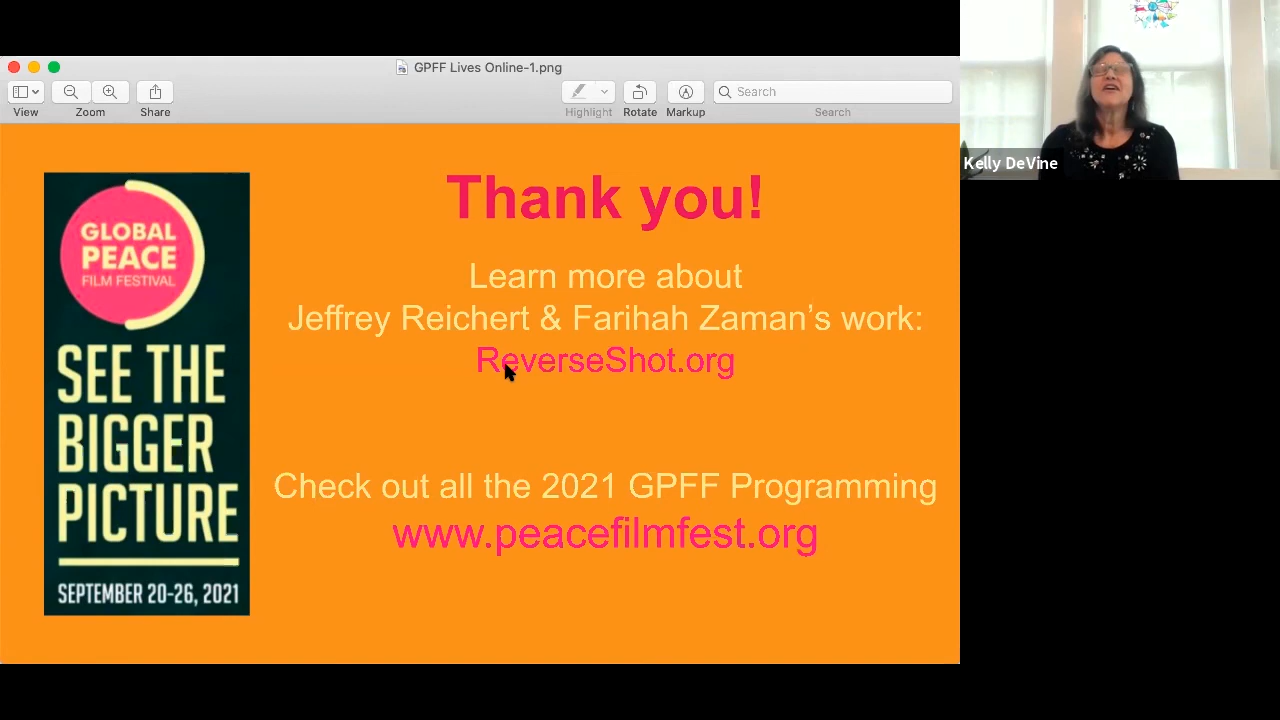 GPFF Lives Online-1.png
View
Zoom
Share
Highlight
Rotate
Markup
Search
Search
GLOBAL
PEACE
FILM FESTIVAL
SEE THE
BIGGER
PICTURE
SEPTEMBER 20-26, 2021
Thank you!
Learn more about
Jeffrey Reichert & Farihah Zaman’s work:
ReverseShot.org
Check out all the 2021 GPFF Programming
www.peacefilmfest.org
Kelly DeVine